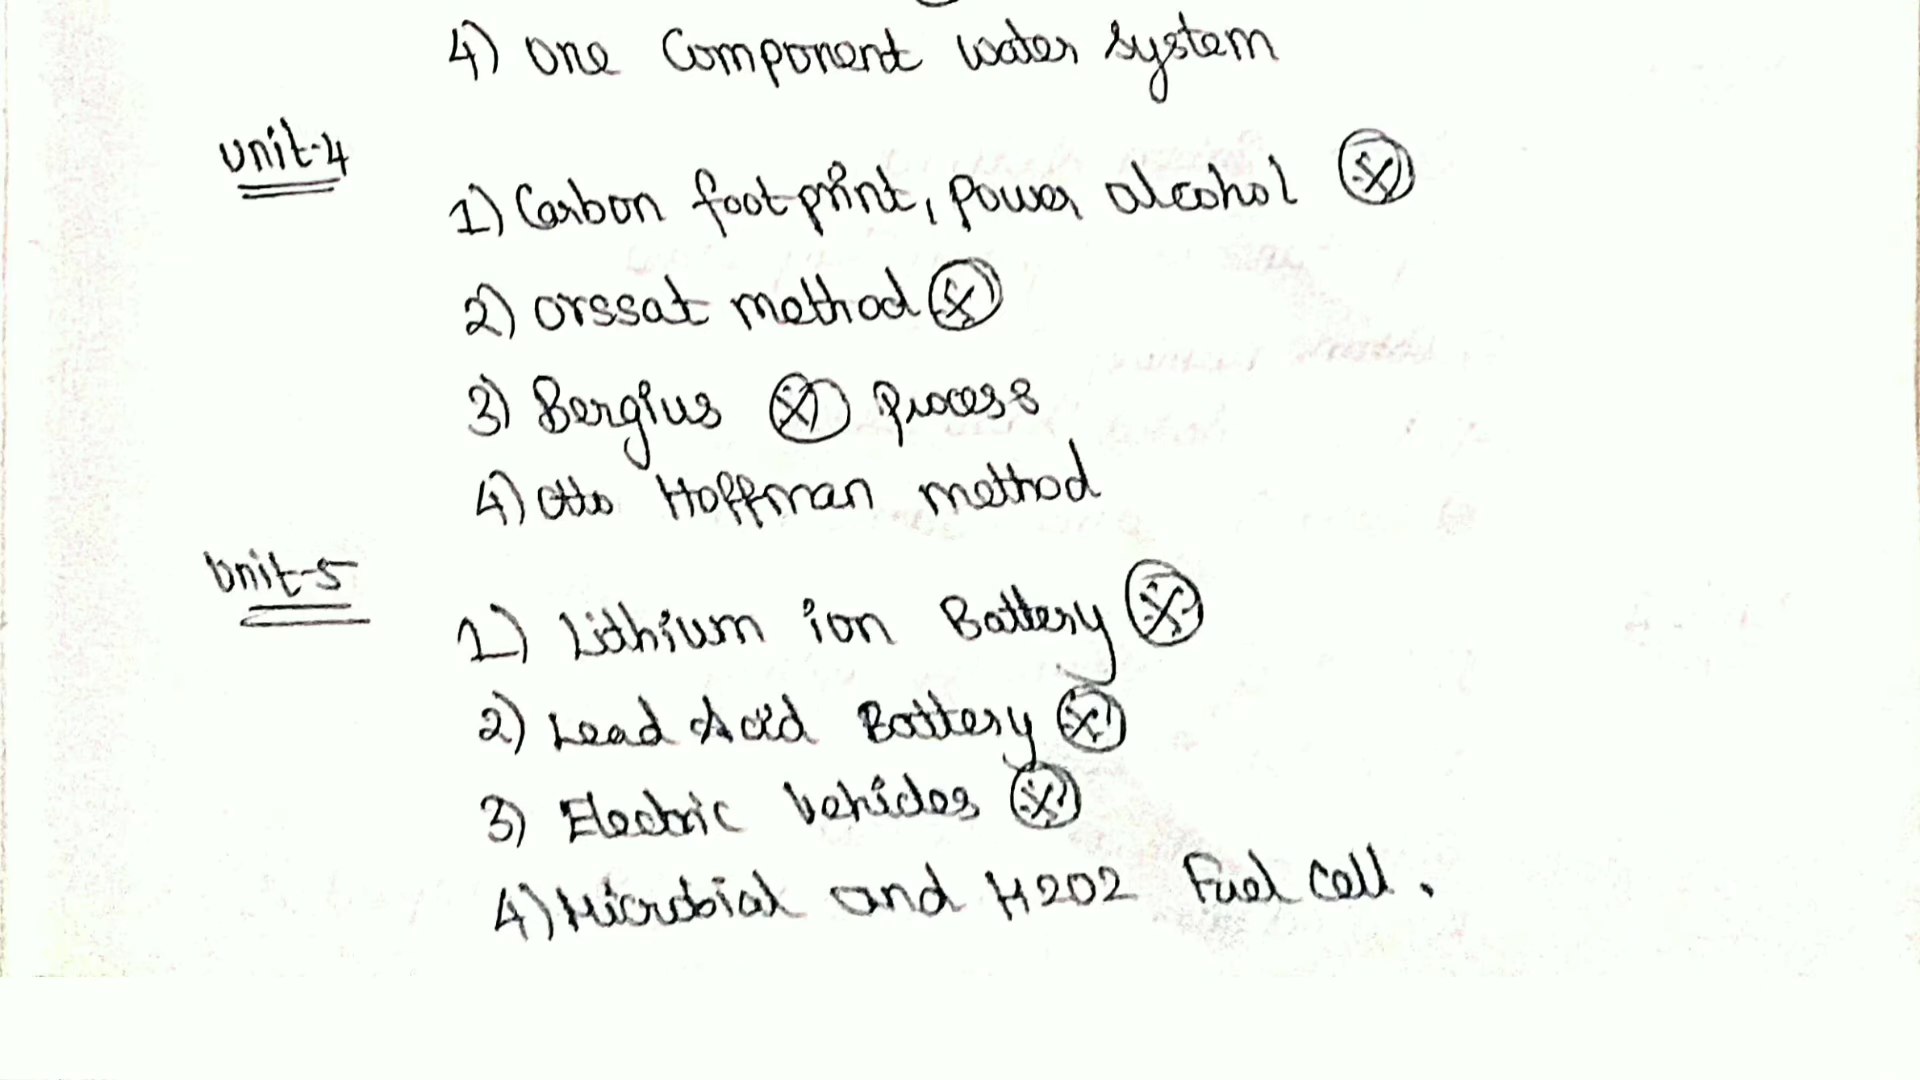 4) one Component water system
Unit-4
1) Carbon foot print, power alcohol
2) orssat method
3) Bergius process
4) otto Hoffman method
Unit-5
1) Lithium ion Battery
2) Lead Acid Battery
3) Electric Vehicles
4) Microbial and H2O2 Fuel Cell.